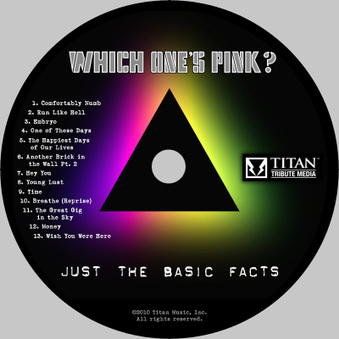 WHICH ONE'S PINK?
1. Comfortably Numb
2. Run Like Hell
3. Embryo
4. One of These Days
5. The Happiest Days
of Our Lives
6. Another Brick in
the Wall Pt. 2
7. Hey You
8. Young Lust
9. Time
10. Breathe (Reprise)
11. The Great Gig
in the Sky
12. Money
13. Wish You Were Here
TITAN™
TRIBUTE MEDIA
JUST THE BASIC FACTS
©2010 Titan Music, Inc.
All rights reserved.